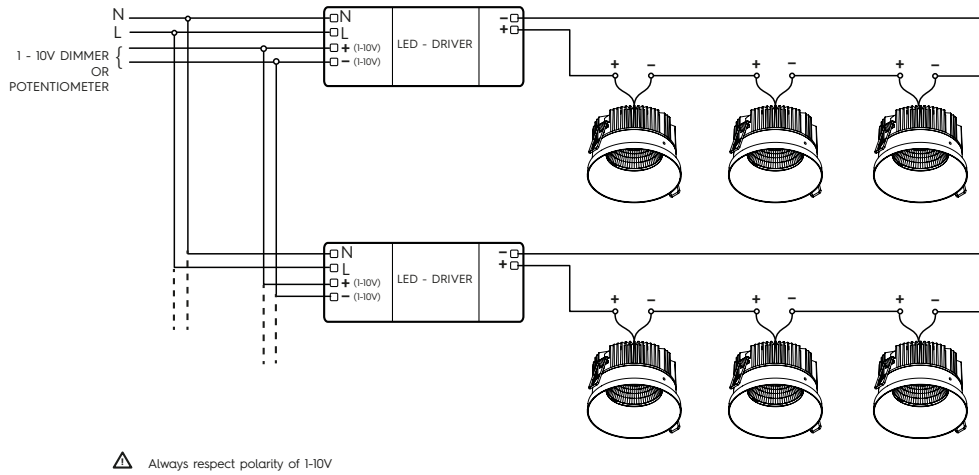 N
L
1 - 10V DIMMER
OR
POTENTIOMETER
{
N
L
+ (1-10V)
− (1-10V)
LED - DRIVER
−
+
+ − + − + −
N
L
+ (1-10V)
− (1-10V)
LED - DRIVER
−
+
+ − + − + −
Always respect polarity of 1-10V